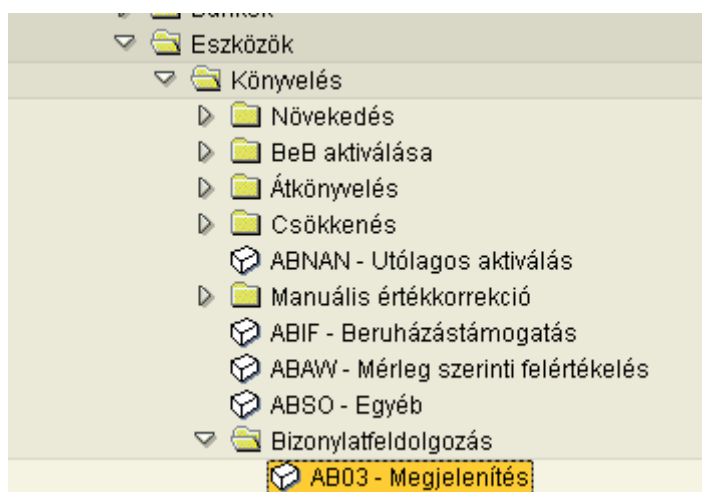 Eszközök
Könyvelés
Növekedés
BeB aktiválása
Átkönyvelés
Csökkenés
ABNAN - Utólagos aktiválás
Manuális értékkorrekció
ABIF - Beruházástámogatás
ABAW - Mérleg szerinti felértékelés
ABSO - Egyéb
Bizonylatfeldolgozás
AB03 - Megjelenítés